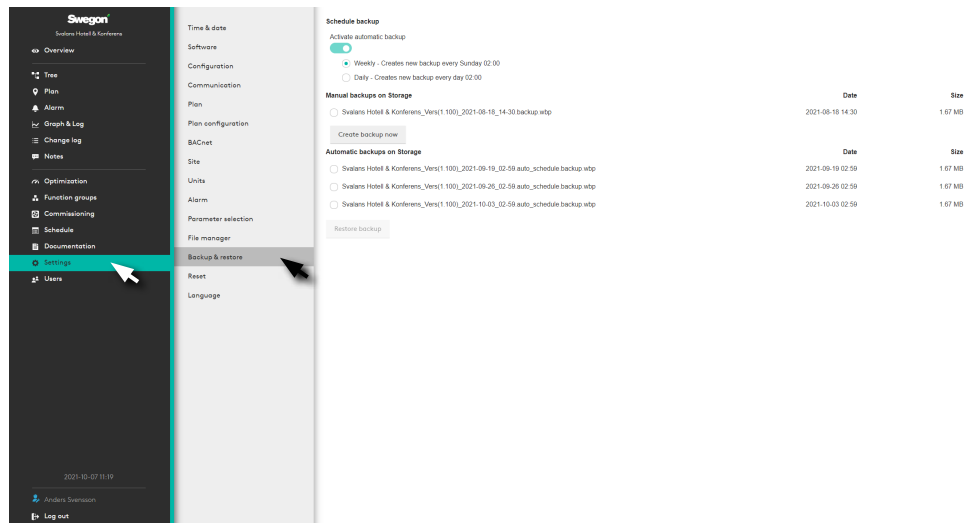 Swegon
Svalans Hotell & Konferens
Overview
Tree
Plan
Alarm
Graph & Log
Change log
Notes
Optimization
Function groups
Commissioning
Schedule
Documentation
Settings
Users
2021-10-07 11:19
Anders Svensson
Log out
Time & date
Software
Configuration
Communication
Plan
Plan configuration
BACnet
Site
Units
Alarm
Parameter selection
File manager
Backup & restore
Reset
Language
Schedule backup
Activate automatic backup
Weekly - Creates new backup every Sunday 02:00
Daily - Creates new backup every day 02:00
Manual backups on Storage Date Size
Svalans Hotell & Konferens_Vers(1.100)_2021-08-18_14-30.backup.wbp 2021-08-18 14:30 1.67 MB
Create backup now
Automatic backups on Storage Date Size
Svalans Hotell & Konferens_Vers(1.100)_2021-09-19_02-59.auto_schedule.backup.wbp 2021-09-19 02:59 1.67 MB
Svalans Hotell & Konferens_Vers(1.100)_2021-09-26_02-59.auto_schedule.backup.wbp 2021-09-26 02:59 1.67 MB
Svalans Hotell & Konferens_Vers(1.100)_2021-10-03_02-59.auto_schedule.backup.wbp 2021-10-03 02:59 1.67 MB
Restore backup